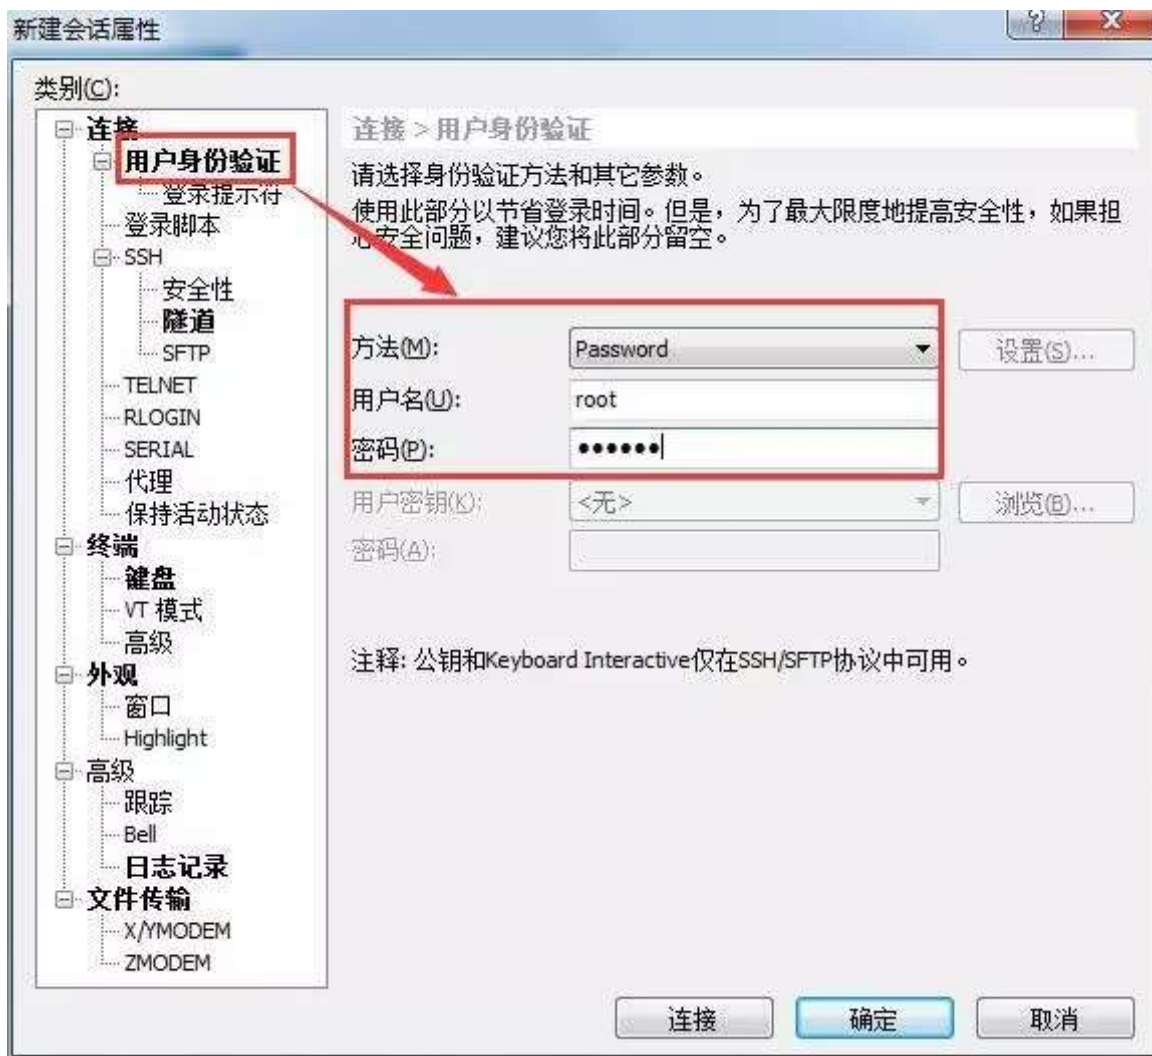 新建会话属性
类别(C):
连接
用户身份验证
登录提示符
登录脚本
SSH
安全性
隧道
SFTP
TELNET
RLOGIN
SERIAL
代理
保持活动状态
终端
键盘
VT 模式
高级
外观
窗口
Highlight
高级
跟踪
Bell
日志记录
文件传输
X/YMODEM
ZMODEM
连接 > 用户身份验证
请选择身份验证方法和其它参数。
使用此部分以节省登录时间。但是，为了最大限度地提高安全性，如果担
心安全问题，建议您将此部分留空。
方法(M): Password 设置(S)...
用户名(U): root
密码(P): ●●●●●●
用户密钥(K): <无> 浏览(B)...
密码(A):
注释: 公钥和Keyboard Interactive仅在SSH/SFTP协议中可用。
连接 确定 取消